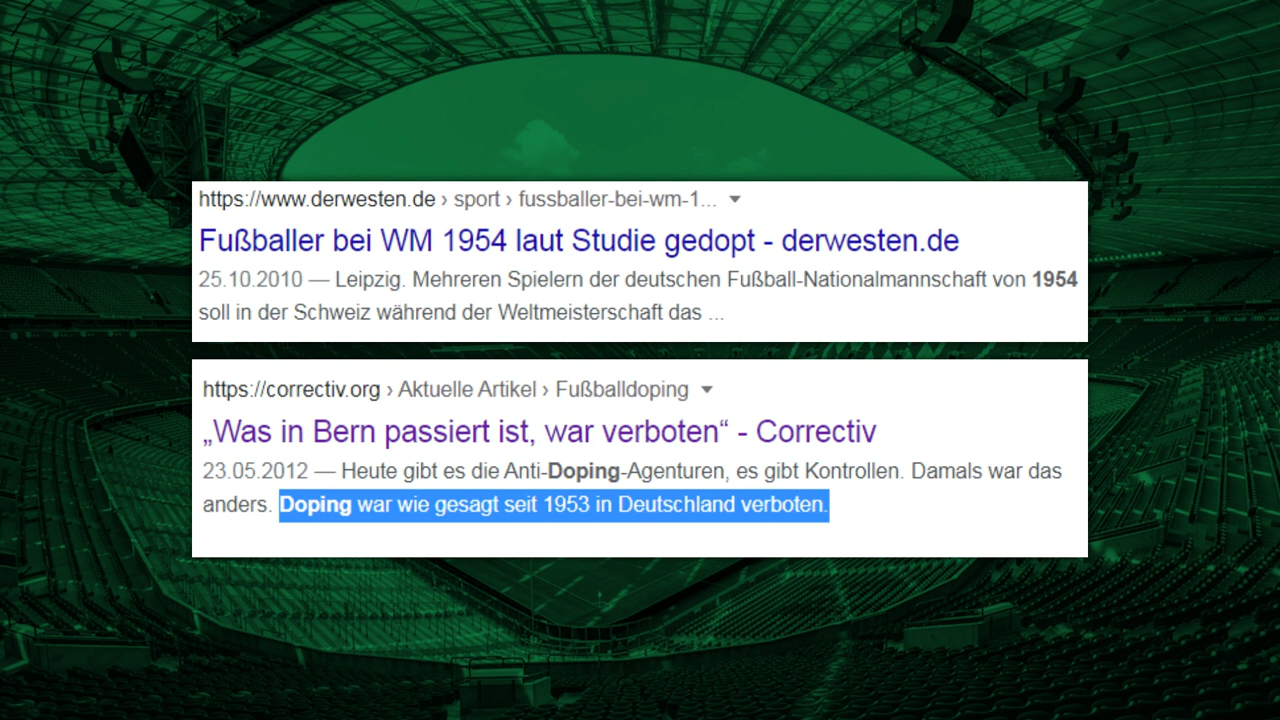 https://www.derwesten.de › sport › fussballer-bei-wm-1...
Fußballer bei WM 1954 laut Studie gedopt - derwesten.de
25.10.2010 — Leipzig. Mehreren Spielern der deutschen Fußball-Nationalmannschaft von 1954
soll in der Schweiz während der Weltmeisterschaft das ...
https://correctiv.org › Aktuelle Artikel › Fußballdoping
„Was in Bern passiert ist, war verboten“ - Correctiv
23.05.2012 — Heute gibt es die Anti-Doping-Agenturen, es gibt Kontrollen. Damals war das
anders. Doping war wie gesagt seit 1953 in Deutschland verboten.